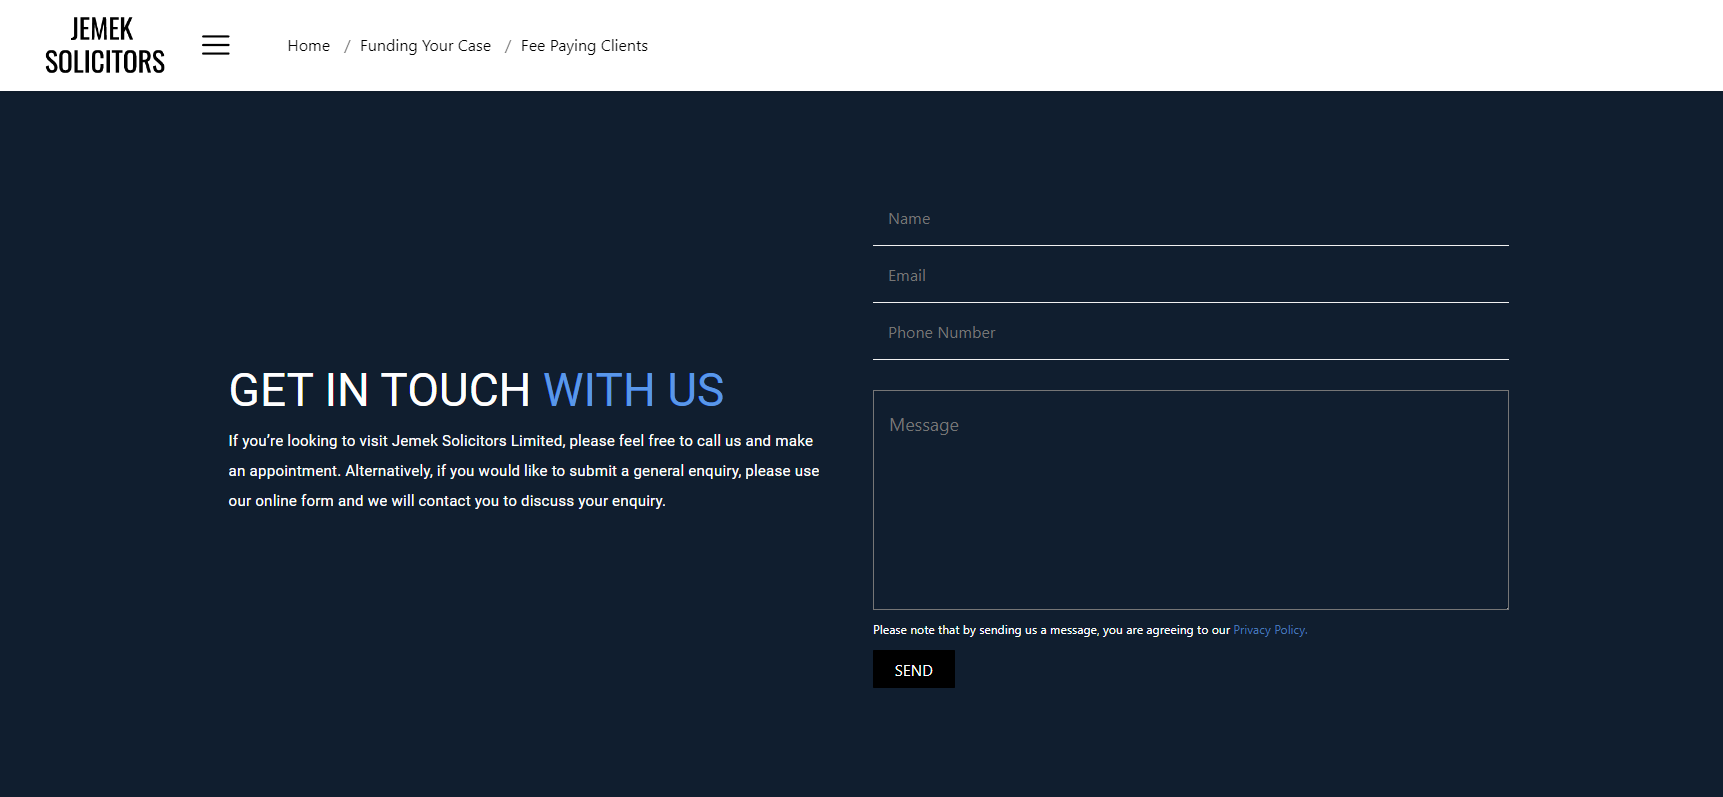 JEMEK
SOLICITORS
Home / Funding Your Case / Fee Paying Clients
GET IN TOUCH WITH US
If you’re looking to visit Jemek Solicitors Limited, please feel free to call us and make
an appointment. Alternatively, if you would like to submit a general enquiry, please use
our online form and we will contact you to discuss your enquiry.
Name
Email
Phone Number
Message
Please note that by sending us a message, you are agreeing to our Privacy Policy.
SEND